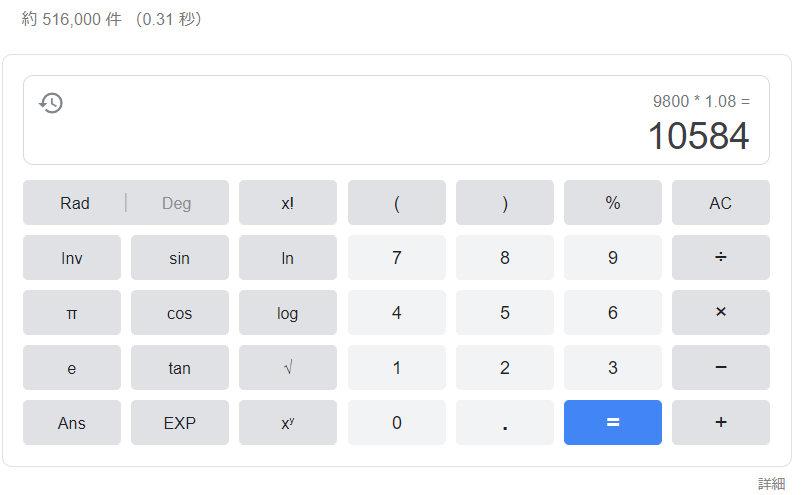 約 516,000 件 （0.31 秒）
9800 * 1.08 =
10584
Rad | Deg x! ( ) % AC
Inv sin ln 7 8 9 ÷
π cos log 4 5 6 ×
e tan √ 1 2 3 −
Ans EXP xʸ 0 . = +
詳細